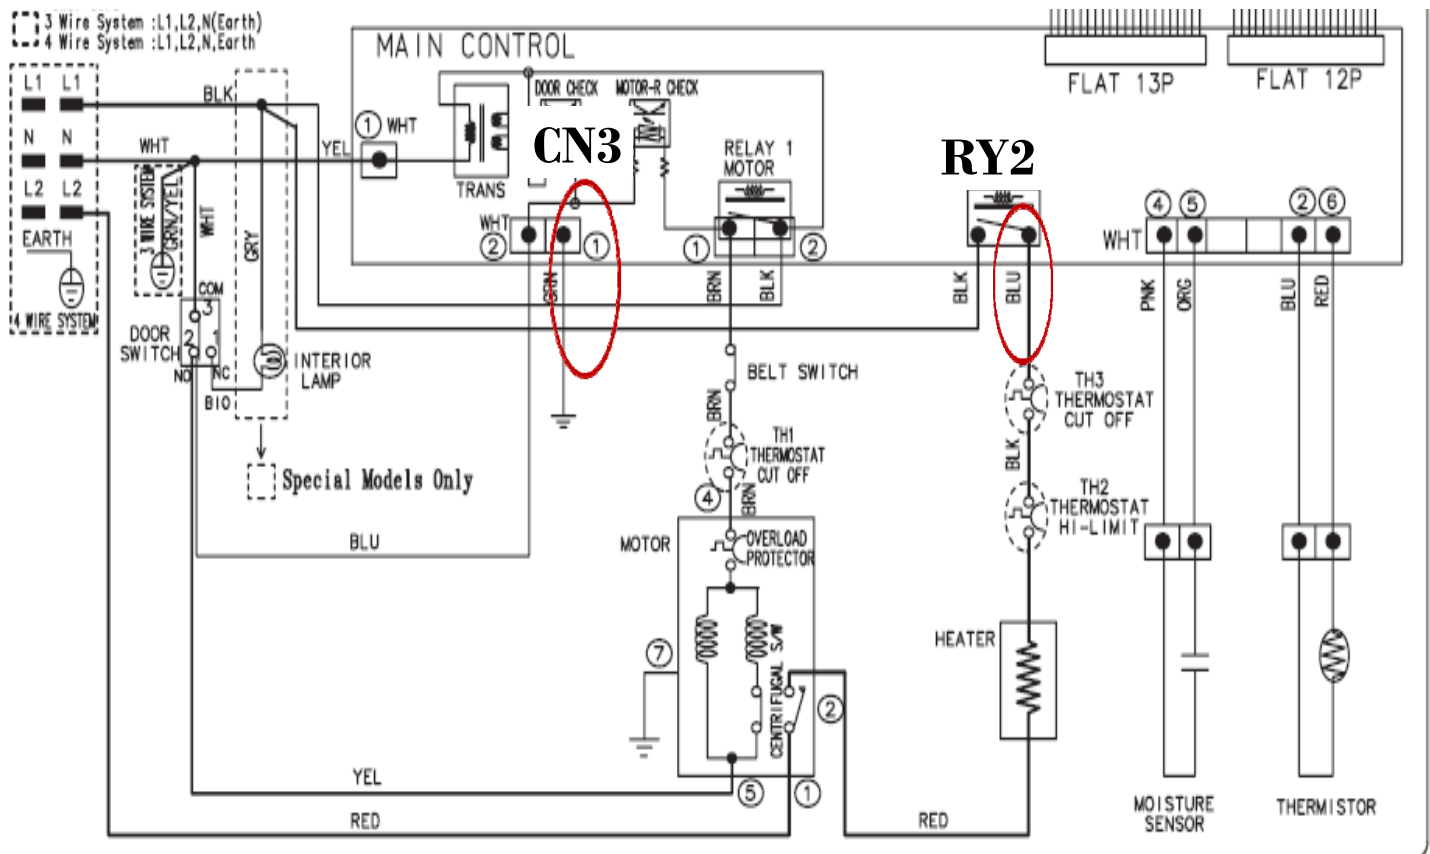 3 Wire System :L1,L2,N(Earth)
4 Wire System :L1,L2,N,Earth
MAIN CONTROL
FLAT 13P
FLAT 12P
L1
L1
BLK
DOOR CHECK
MOTOR-R CHECK
1
WHT
N
N
WHT
YEL
CN3
RELAY 1
MOTOR
RY2
TRANS
L2
L2
3 WIRE SYSTEM
GRN/YEL
WHT
GRY
EARTH
4 WIRE SYSTEM
WHT
2
1
1
2
WHT
4
5
2
6
GRN
BRN
BLK
BLK
BLU
PNK
ORG
BLU
RED
COM
3
DOOR
SWITCH
2
1
NO
NC
BIO
INTERIOR
LAMP
BELT SWITCH
BRN
TH3
THERMOSTAT
CUT OFF
TH1
THERMOSTAT
CUT OFF
BLK
Special Models Only
4
BRN
TH2
THERMOSTAT
HI-LIMIT
BLU
MOTOR
OVERLOAD
PROTECTOR
CENTRIFUGAL S/W
HEATER
7
2
YEL
5
1
RED
RED
MOISTURE
SENSOR
THERMISTOR